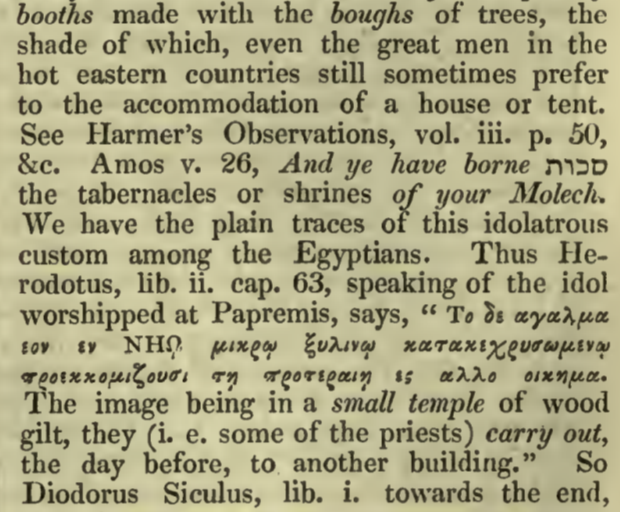 booths made with the boughs of trees, the
shade of which, even the great men in the
hot eastern countries still sometimes prefer
to the accommodation of a house or tent.
See Harmer's Observations, vol. iii. p. 50,
&c. Amos v. 26, And ye have borne סכות
the tabernacles or shrines of your Molech.
We have the plain traces of this idolatrous
custom among the Egyptians. Thus He-
rodotus, lib. ii. cap. 63, speaking of the idol
worshipped at Papremis, says, “ Το δε αγαλμα
εον εν ΝΗῼ μικρῳ ξυλινῳ κατακεχρυσωμενῳ
προεκκομιζουσι τη προτεραιῃ ες αλλο οικημα.
The image being in a small temple of wood
gilt, they (i. e. some of the priests) carry out,
the day before, to another building.” So
Diodorus Siculus, lib. i. towards the end,